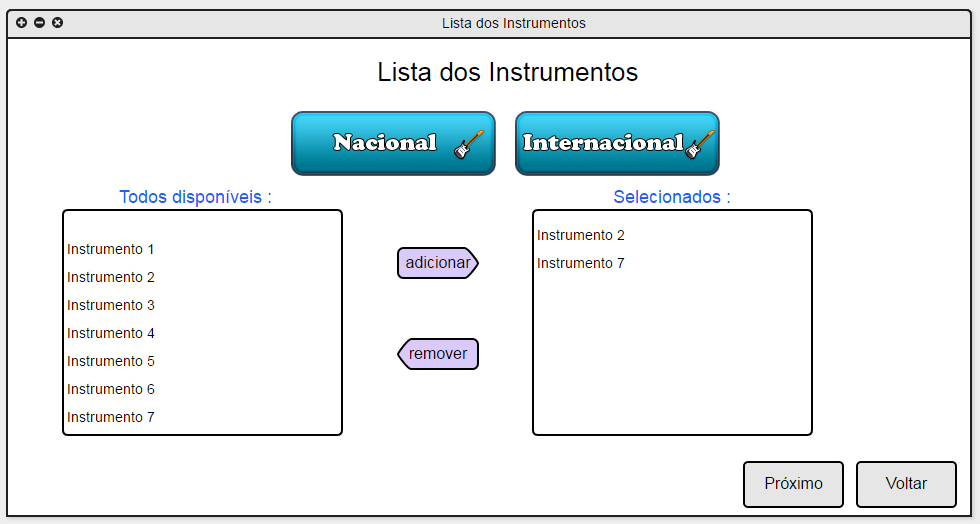 Lista dos Instrumentos
Lista dos Instrumentos
Nacional
Internacional
Todos disponíveis :
Instrumento 1
Instrumento 2
Instrumento 3
Instrumento 4
Instrumento 5
Instrumento 6
Instrumento 7
adicionar
remover
Selecionados :
Instrumento 2
Instrumento 7
Próximo
Voltar